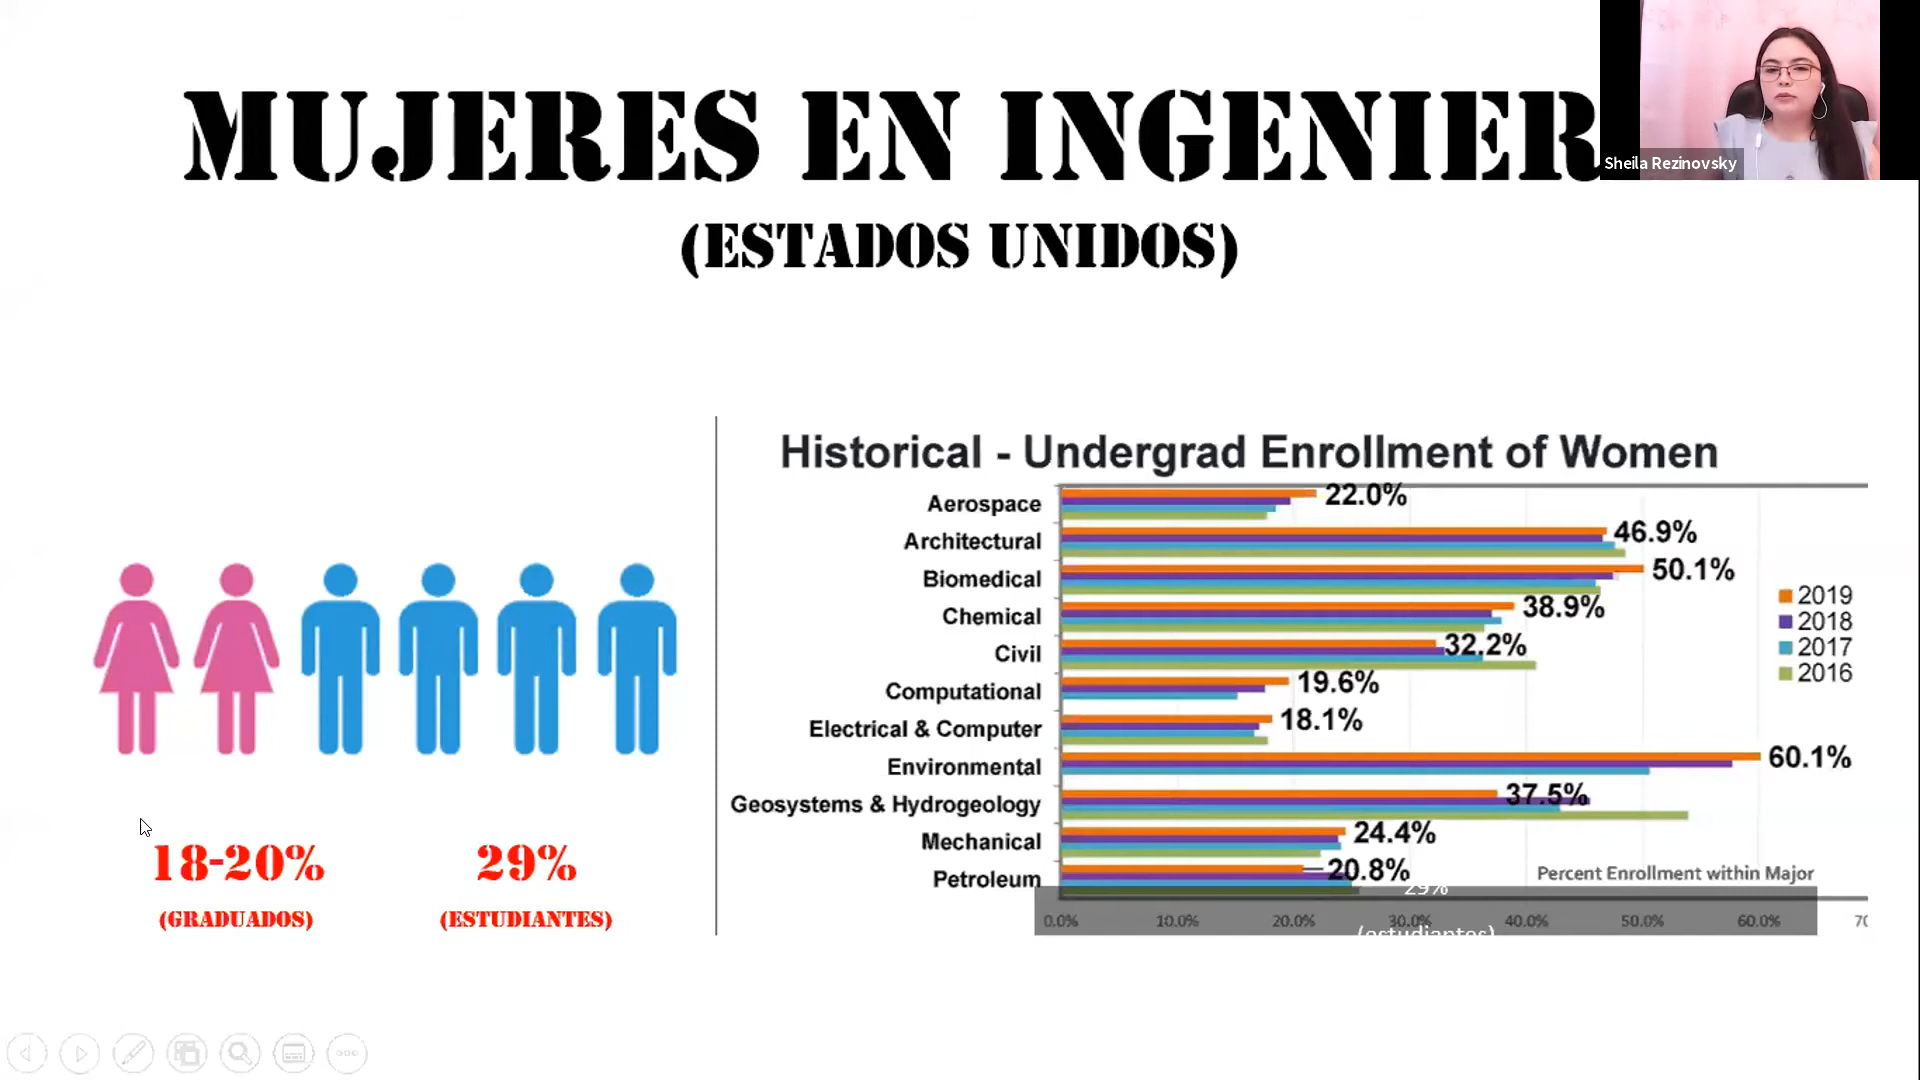 MUJERES EN INGENIER
Sheila Rezinovsky
(ESTADOS UNIDOS)
18-20%
(GRADUADOS)
29%
(ESTUDIANTES)
Historical - Undergrad Enrollment of Women
Aerospace 22.0%
Architectural 46.9%
Biomedical 50.1%
Chemical 38.9%
Civil 32.2%
Computational 19.6%
Electrical & Computer 18.1%
Environmental 60.1%
Geosystems & Hydrogeology 37.5%
Mechanical 24.4%
Petroleum 20.8%
2019
2018
2017
2016
Percent Enrollment within Major
29%
0.0% 10.0% 20.0% 30.0% 40.0% 50.0% 60.0% 70
(estudiantes)